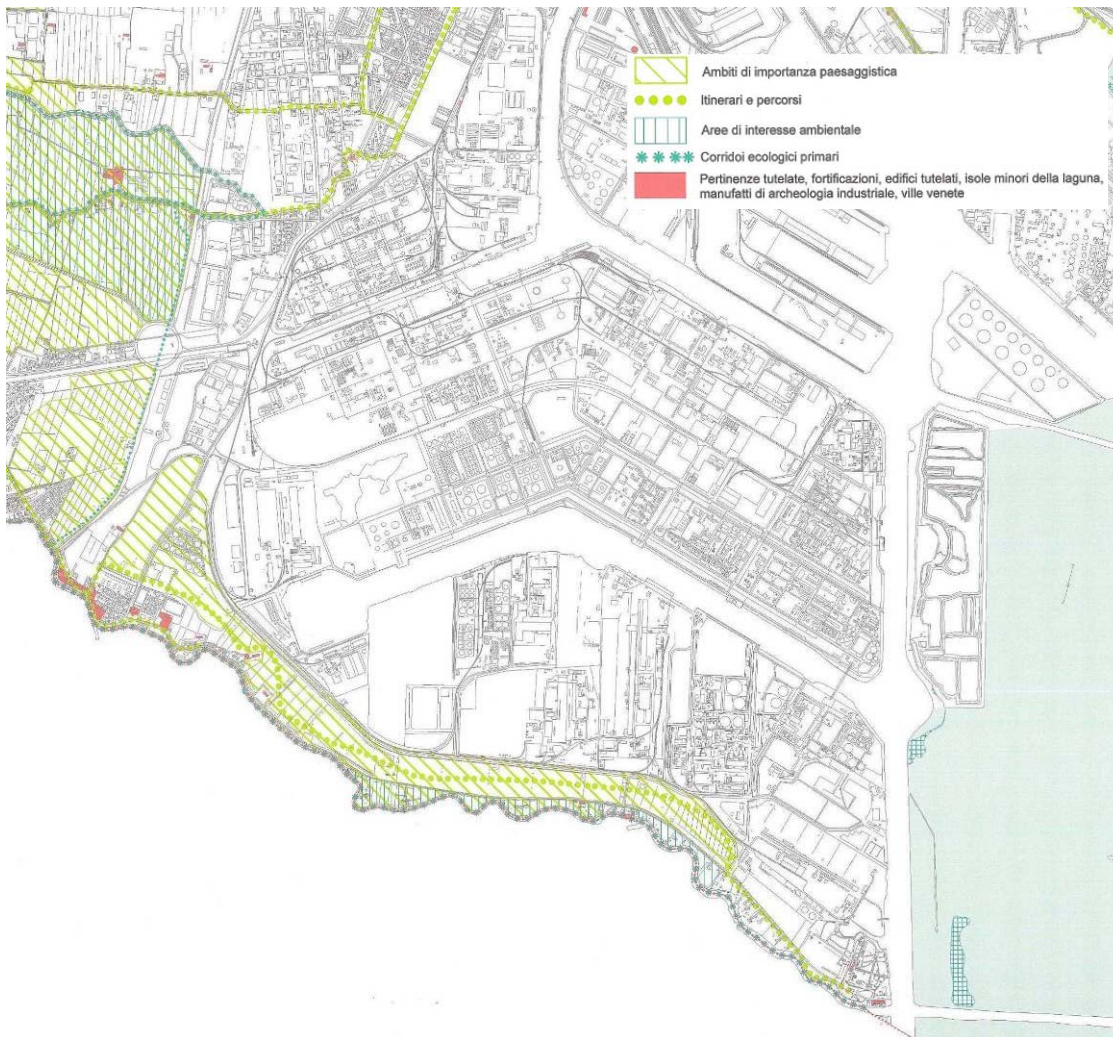 Ambiti di importanza paesaggistica
Itinerari e percorsi
Aree di interesse ambientale
Corridoi ecologici primari
Pertinenze tutelate, fortificazioni, edifici tutelati, isole minori della laguna,
manufatti di archeologia industriale, ville venete